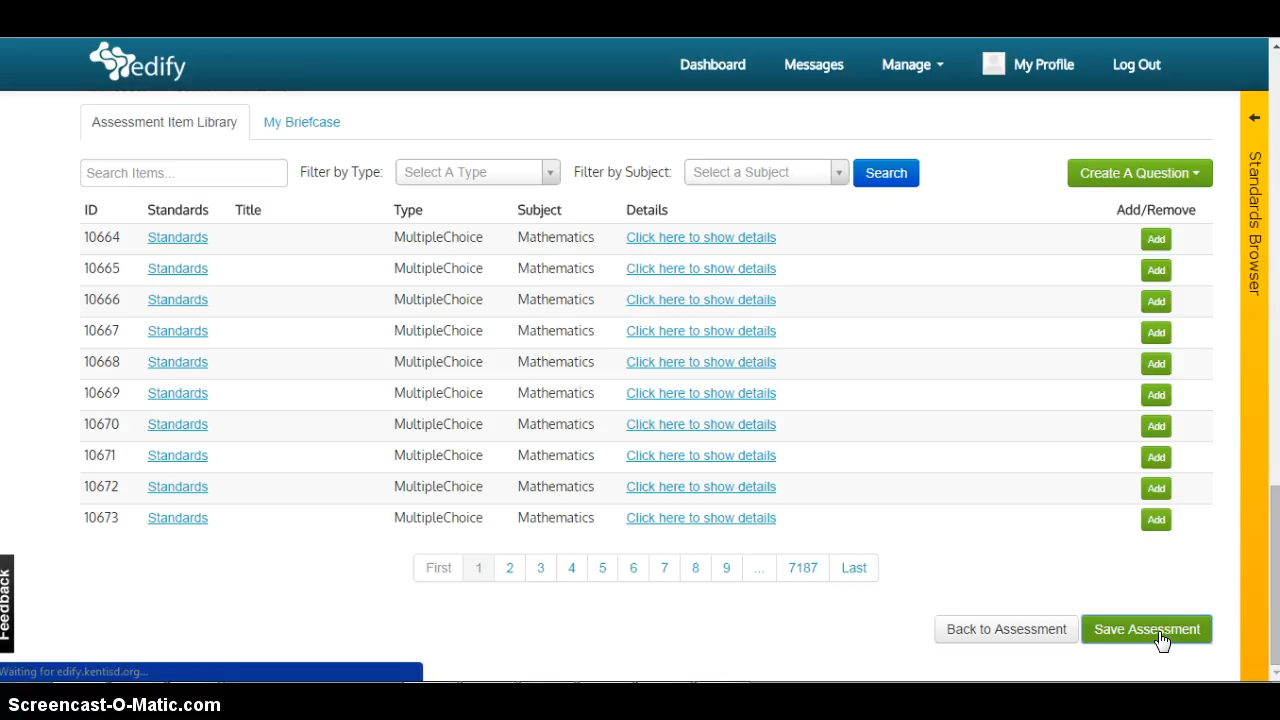 edify
Dashboard Messages Manage My Profile Log Out
Assessment Item Library My Briefcase
Search Items... Filter by Type: Select A Type Filter by Subject: Select a Subject Search Create A Question
ID Standards Title Type Subject Details Add/Remove
10664 Standards MultipleChoice Mathematics Click here to show details Add
10665 Standards MultipleChoice Mathematics Click here to show details Add
10666 Standards MultipleChoice Mathematics Click here to show details Add
10667 Standards MultipleChoice Mathematics Click here to show details Add
10668 Standards MultipleChoice Mathematics Click here to show details Add
10669 Standards MultipleChoice Mathematics Click here to show details Add
10670 Standards MultipleChoice Mathematics Click here to show details Add
10671 Standards MultipleChoice Mathematics Click here to show details Add
10672 Standards MultipleChoice Mathematics Click here to show details Add
10673 Standards MultipleChoice Mathematics Click here to show details Add
First 1 2 3 4 5 6 7 8 9 ... 7187 Last
Back to Assessment Save Assessment
Standards Browser
Feedback
Waiting for edify.kentisd.org...
Screencast-O-Matic.com